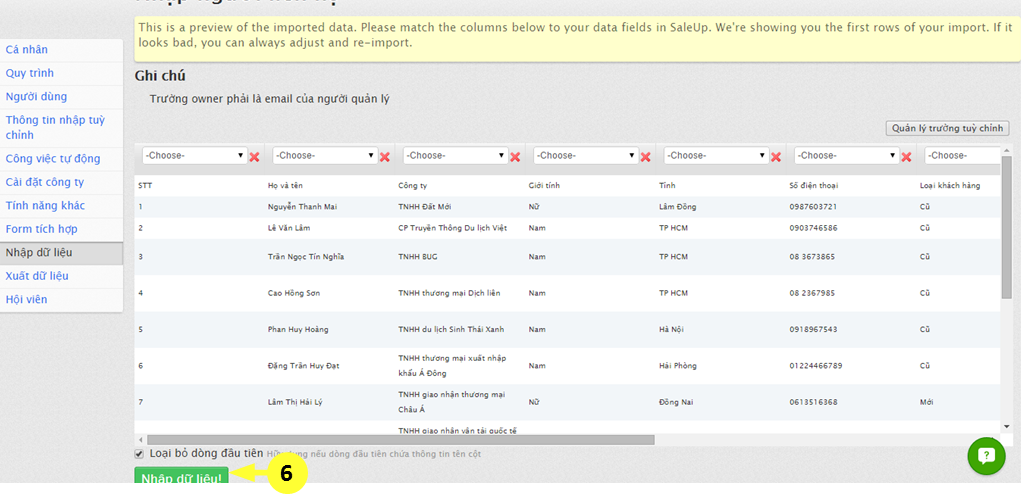 This is a preview of the imported data. Please match the columns below to your data fields in SaleUp. We're showing you the first rows of your import. If it
looks bad, you can always adjust and re-import.
Cá nhân
Quy trình
Người dùng
Thông tin nhập tuỳ
chỉnh
Công việc tự động
Cài đặt công ty
Tính năng khác
Form tích hợp
Nhập dữ liệu
Xuất dữ liệu
Hội viên
Ghi chú
Trường owner phải là email của người quản lý
Quản lý trường tuỳ chỉnh
-Choose- -Choose- -Choose- -Choose- -Choose- -Choose- -Choose-
STT Họ và tên Công ty Giới tính Tỉnh Số điện thoại Loại khách hàng
1 Nguyễn Thanh Mai TNHH Đất Mới Nữ Lâm Đồng 0987603721 Cũ
2 Lê Văn Lâm CP Truyền Thông Du lịch Việt Nam TP HCM 0903746586 Cũ
3 Trần Ngọc Tín Nghĩa TNHH BUG Nam TP HCM 08 3673865 Cũ
4 Cao Hồng Sơn TNHH thương mại Dịch liên Nam TP HCM 08 2367985 Cũ
5 Phan Huy Hoàng TNHH du lịch Sinh Thái Xanh Nam Hà Nội 0918967543 Cũ
6 Đặng Trần Huy Đạt TNHH thương mại xuất nhập
khẩu Á Đông Nam Hải Phòng 01224466789 Cũ
7 Lâm Thị Hải Lý TNHH giao nhận thương mại
Châu Á Nữ Đồng Nai 0613516368 Mới
TNHH giao nhận vận tải quốc tế
Loại bỏ dòng đầu tiên nếu dòng đầu tiên chứa thông tin tên cột
Nhập dữ liệu!
6